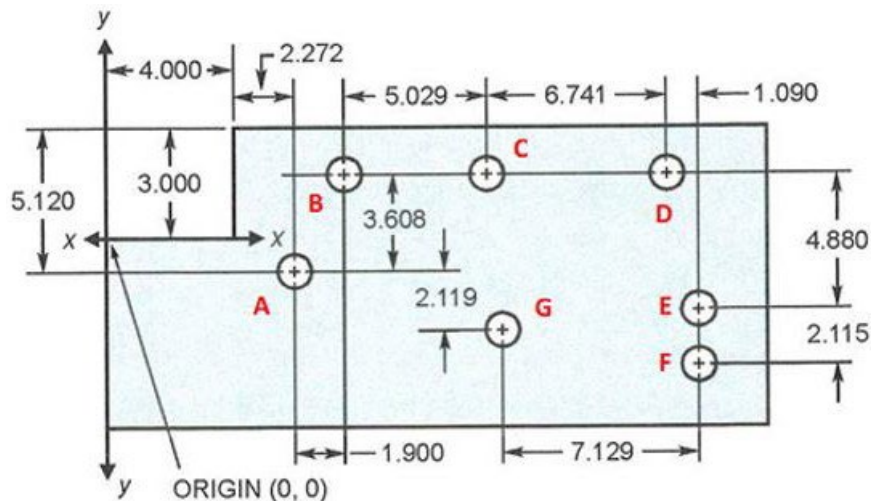 y
2.272
4.000
5.029
6.741
1.090
C
5.120
3.000
B
3.608
D
4.880
x
x
A
2.119
G
E
2.115
F
1.900
7.129
y
ORIGIN (0, 0)